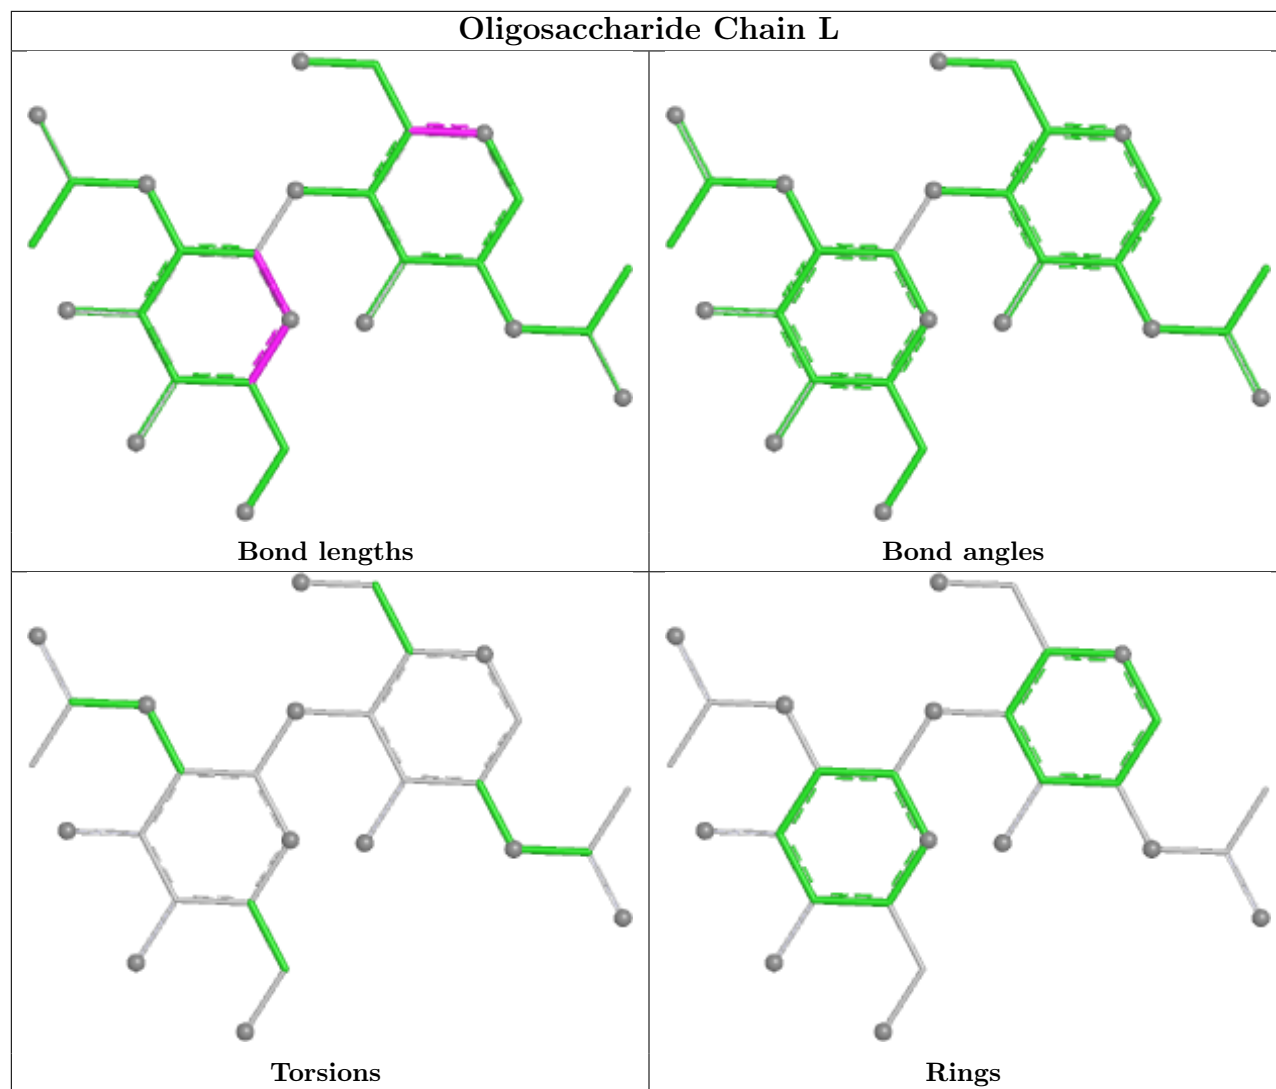 Oligosaccharide Chain L
Bond lengths
Bond angles
Torsions
Rings